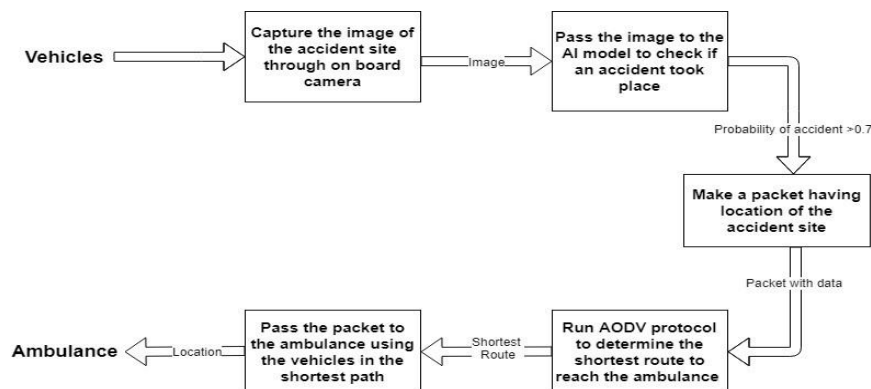 Vehicles
Capture the image of
the accident site
through on board
camera
Image
Pass the image to the
AI model to check if
an accident took
place
Probability of accident >0.7
Make a packet having
location of the
accident site
Packet with data
Run AODV protocol
to determine the
shortest route to
reach the ambulance
Shortest
Route
Pass the packet to
the ambulance using
the vehicles in the
shortest path
Location
Ambulance